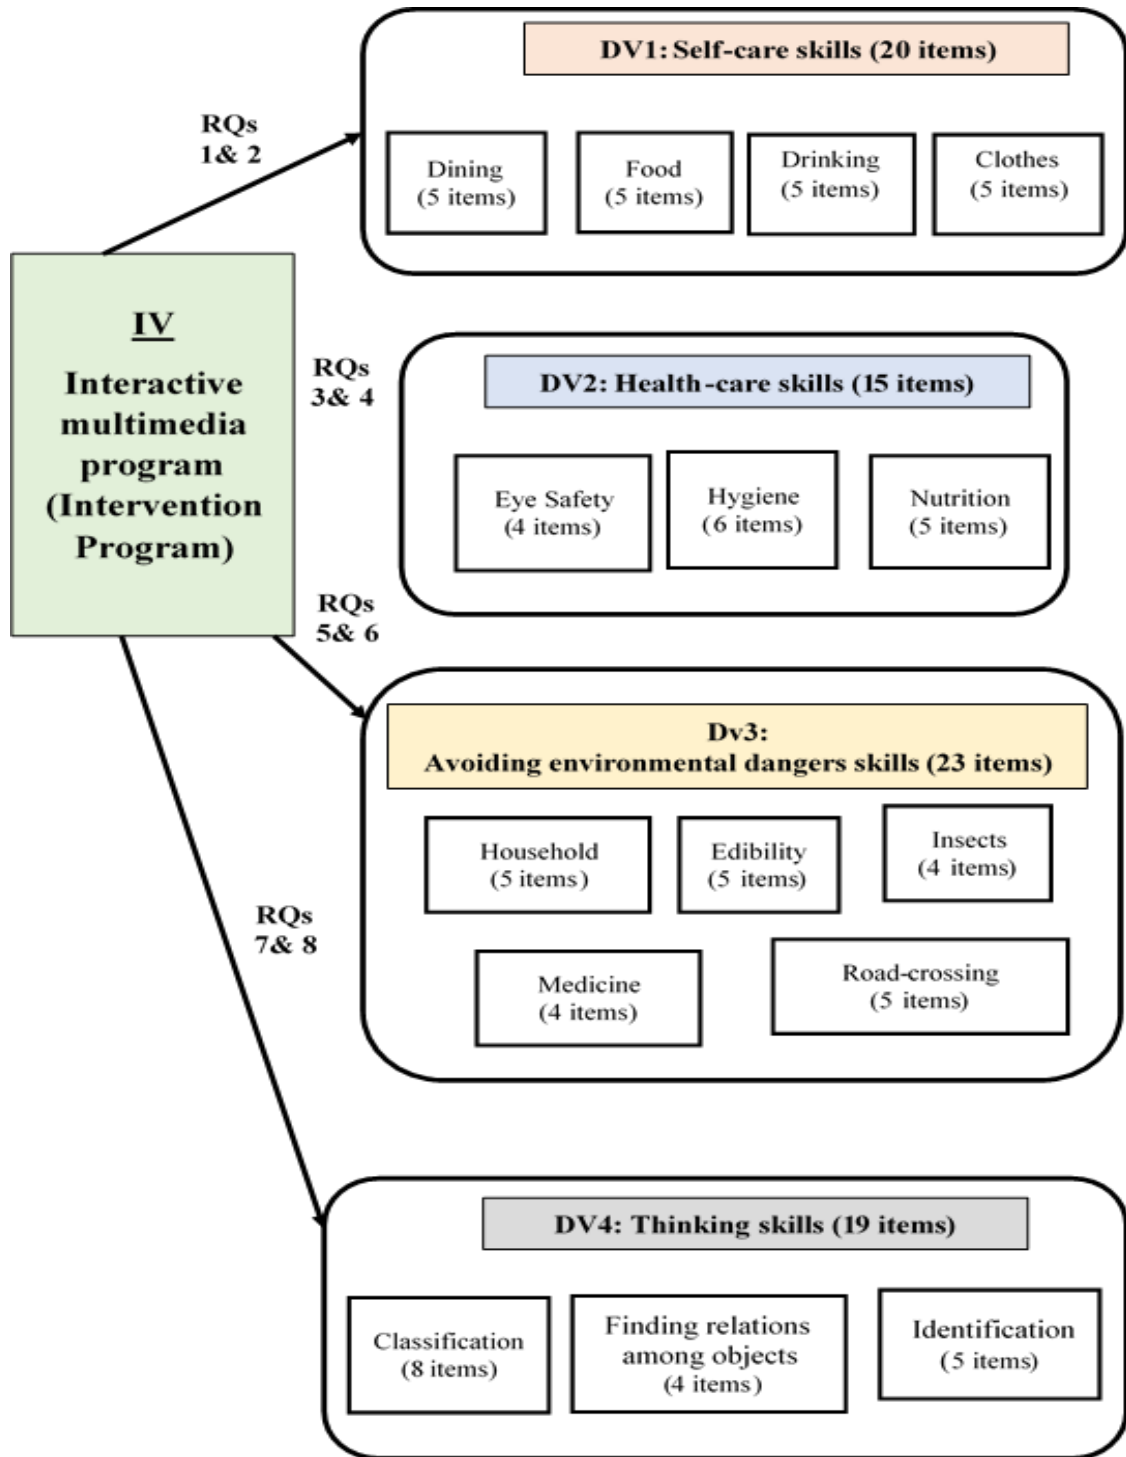 DV1: Self-care skills (20 items)
RQs
1& 2
Dining
(5 items)
Food
(5 items)
Drinking
(5 items)
Clothes
(5 items)
IV
Interactive
multimedia
program
(Intervention
Program)
RQs
3& 4
DV2: Health-care skills (15 items)
Eye Safety
(4 items)
Hygiene
(6 items)
Nutrition
(5 items)
RQs
5& 6
Dv3:
Avoiding environmental dangers skills (23 items)
Household
(5 items)
Edibility
(5 items)
Insects
(4 items)
Medicine
(4 items)
Road-crossing
(5 items)
RQs
7& 8
DV4: Thinking skills (19 items)
Classification
(8 items)
Finding relations
among objects
(4 items)
Identification
(5 items)